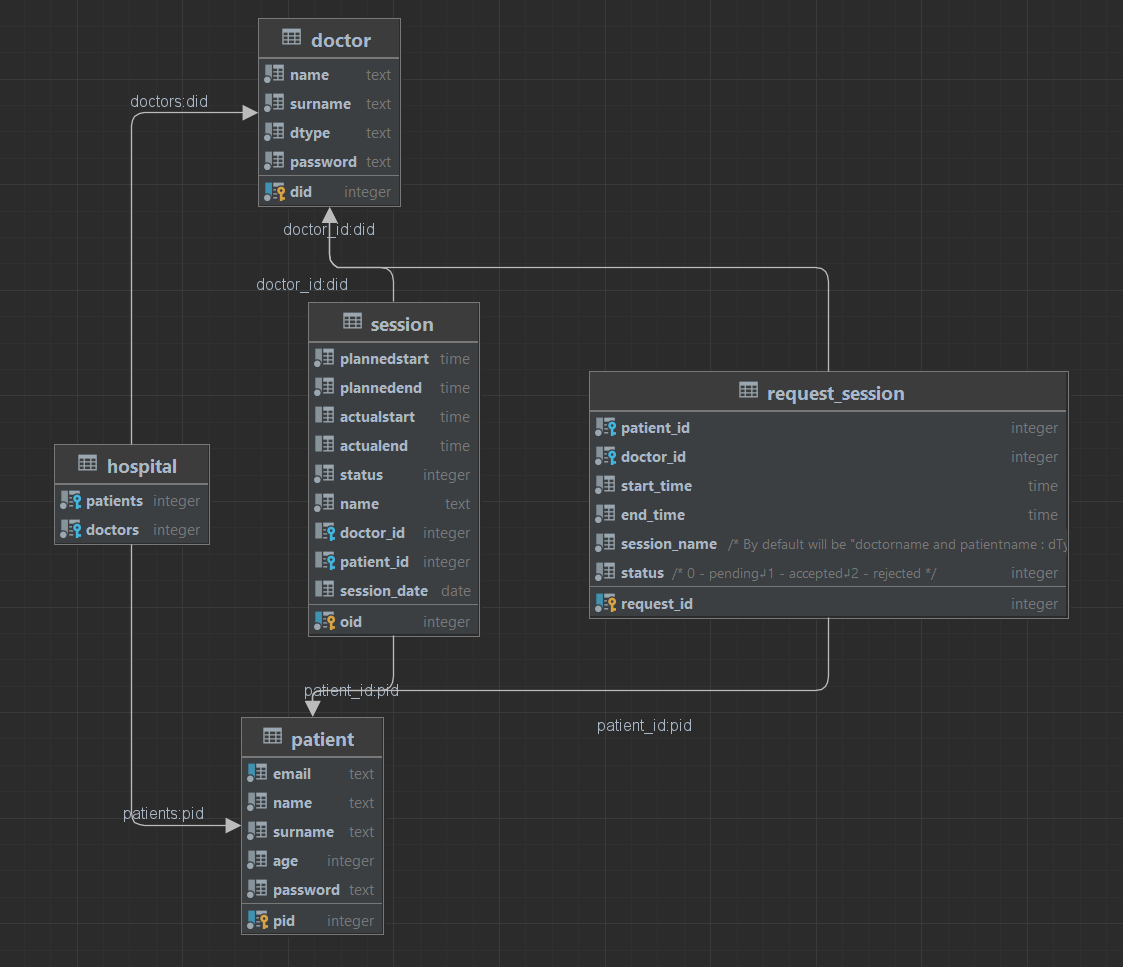 doctor
name text
surname text
dtype text
password text
did integer
doctors:did
doctor_id:did
doctor_id:did
session
plannedstart time
plannedend time
actualstart time
actualend time
status integer
name text
doctor_id integer
patient_id integer
session_date date
oid integer
request_session
patient_id integer
doctor_id integer
start_time time
end_time time
session_name /* By default will be "doctorname and patientname : dTy
status /* 0 - pending↲1 - accepted↲2 - rejected */ integer
request_id integer
hospital
patients integer
doctors integer
patient_id:pid
patient_id:pid
patients:pid
patient
email text
name text
surname text
age integer
password text
pid integer